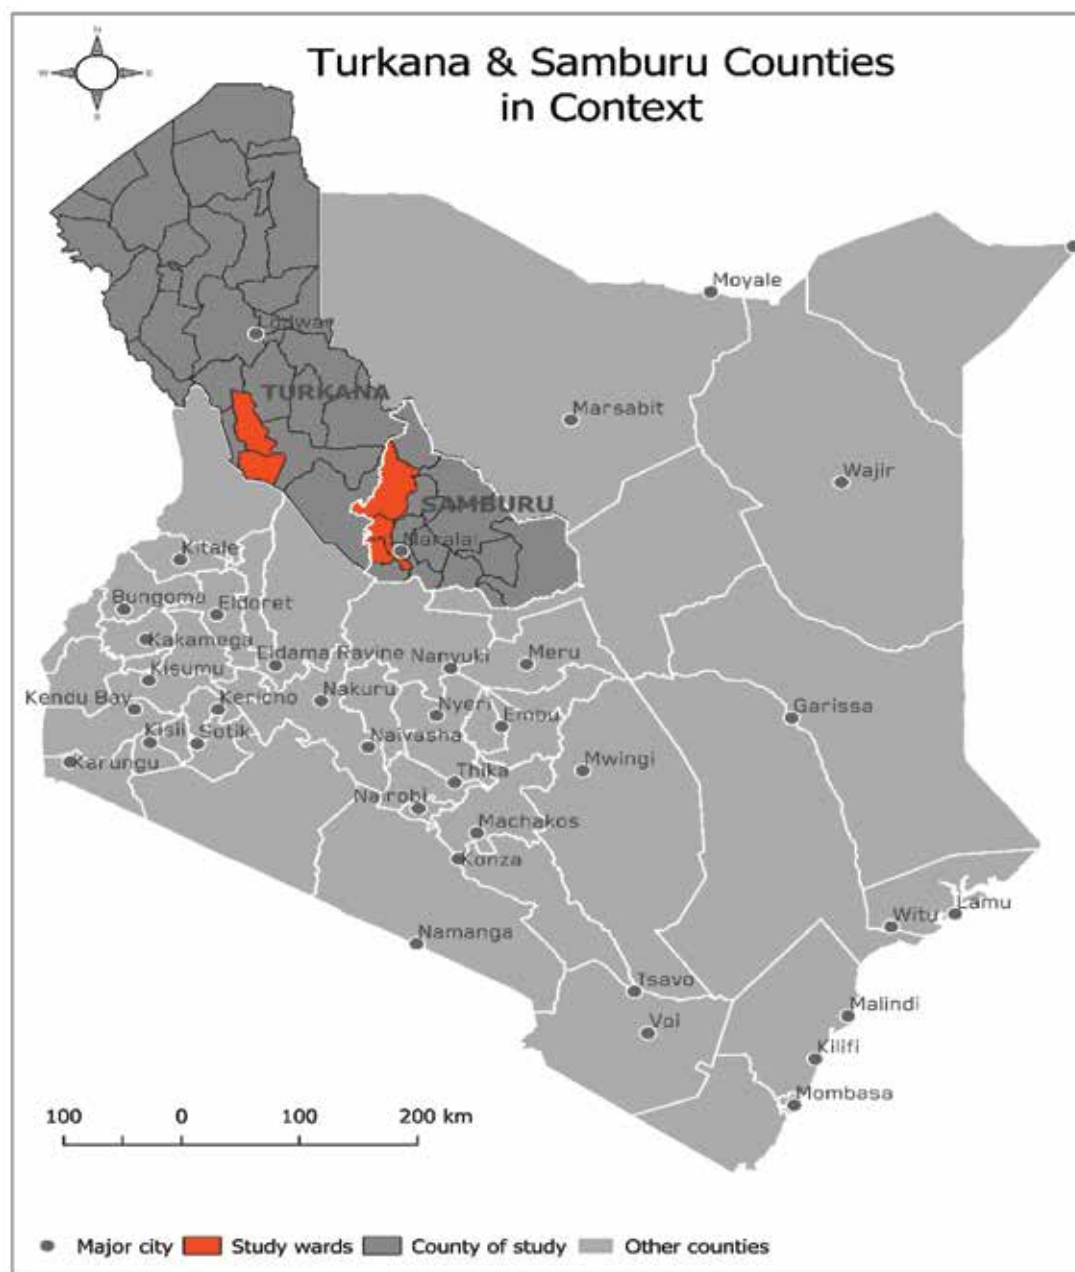 N
W E
S
Turkana & Samburu Counties
in Context
Moyale
Lodwar
TURKANA
Marsabit
Wajir
SAMBURU
Maralal
Kitale
Bungomo
Eldoret
Kakamega
Eldama Ravine
Nanyuki
Meru
Kisumu
Kendu Bay
Kericho
Nakuru
Nyeri
Embu
Garissa
Kisii
Sotik
Naivasha
Karungu
Mwingi
Thika
Nairobi
Machakos
Konza
Witu
Lamu
Namanga
Tsavo
Malindi
Voi
Kilifi
Mombasa
100 0 100 200 km
Major city Study wards County of study Other counties